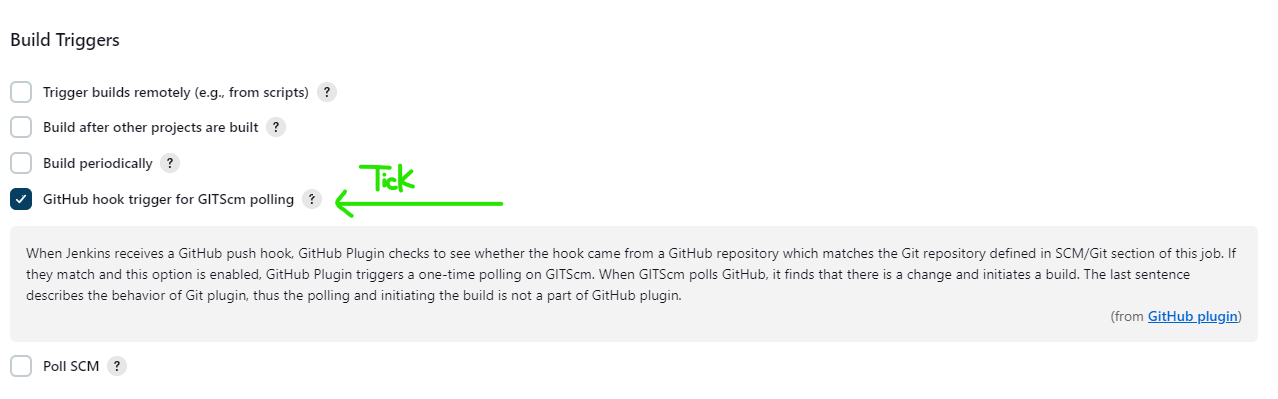 Build Triggers
Trigger builds remotely (e.g., from scripts) ?
Build after other projects are built ?
Build periodically ?
Tick
GitHub hook trigger for GITScm polling ?
When Jenkins receives a GitHub push hook, GitHub Plugin checks to see whether the hook came from a GitHub repository which matches the Git repository defined in SCM/Git section of this job. If
they match and this option is enabled, GitHub Plugin triggers a one-time polling on GITScm. When GITScm polls GitHub, it finds that there is a change and initiates a build. The last sentence
describes the behavior of Git plugin, thus the polling and initiating the build is not a part of GitHub plugin.
(from GitHub plugin)
Poll SCM ?